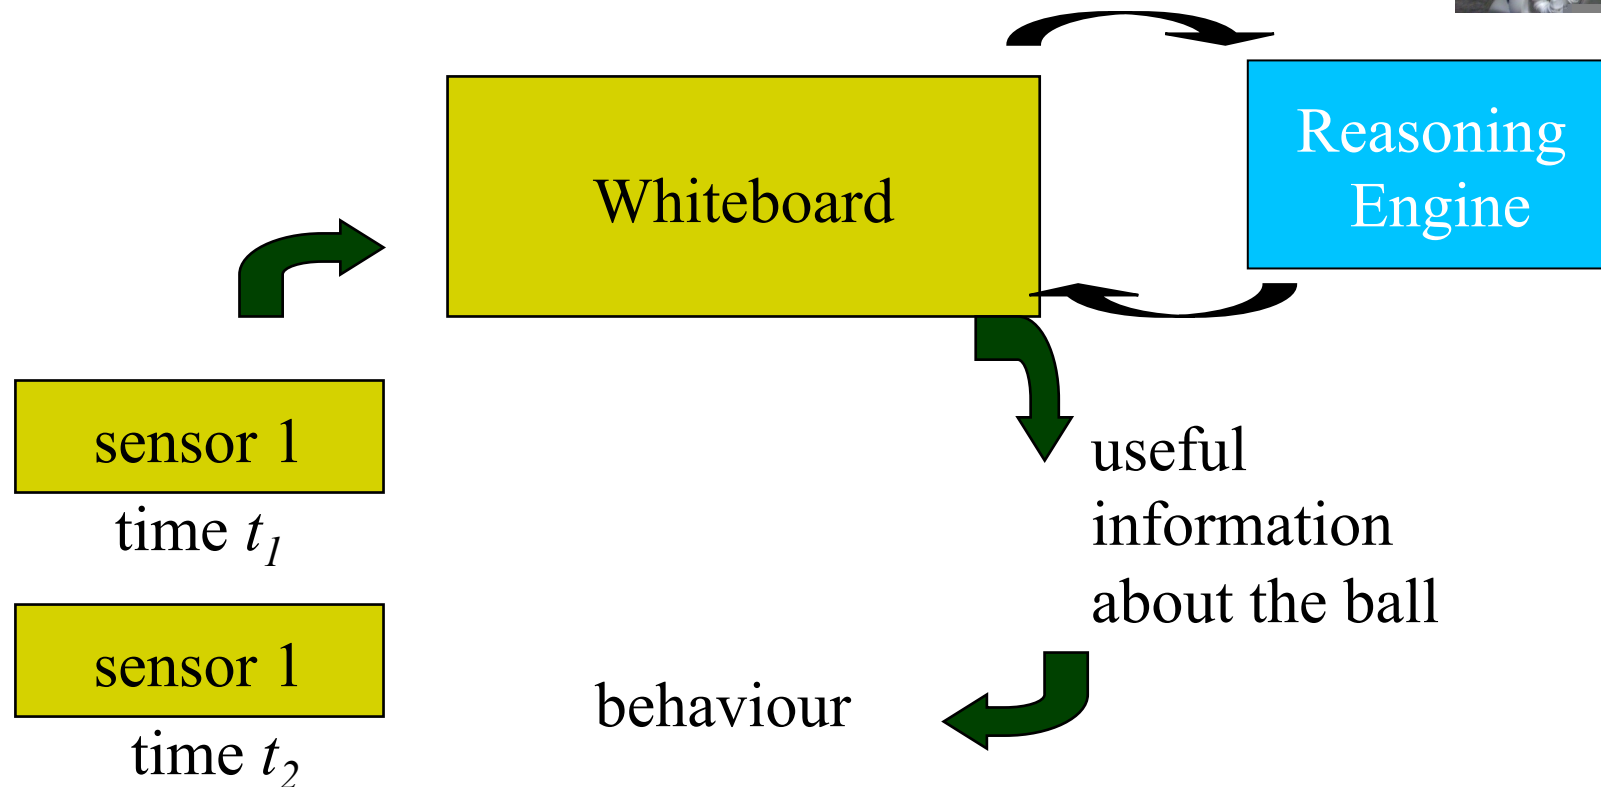 Whiteboard
Reasoning
Engine
sensor 1
time t1
sensor 1
time t2
useful
information
about the ball
behaviour